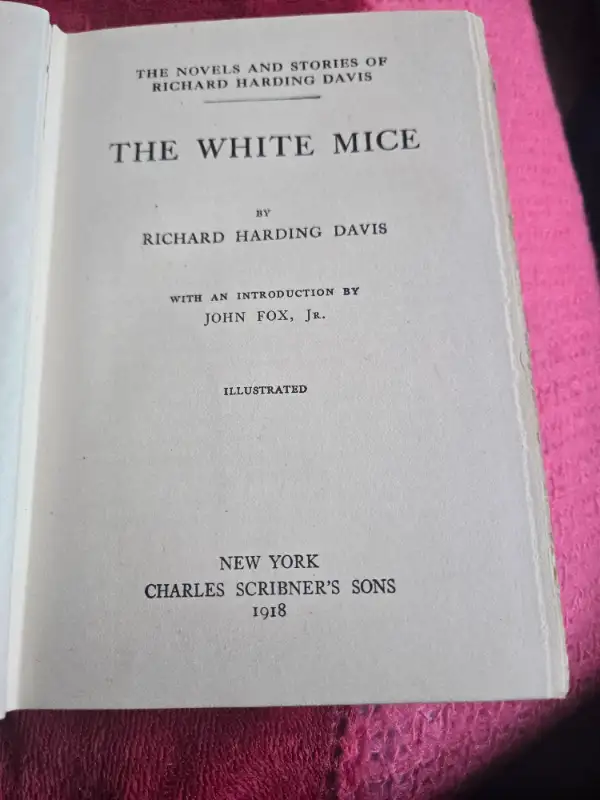 THE NOVELS AND STORIES OF
RICHARD HARDING DAVIS
THE WHITE MICE
BY
RICHARD HARDING DAVIS
WITH AN INTRODUCTION BY
JOHN FOX, Jr.
ILLUSTRATED
NEW YORK
CHARLES SCRIBNER'S SONS
1918